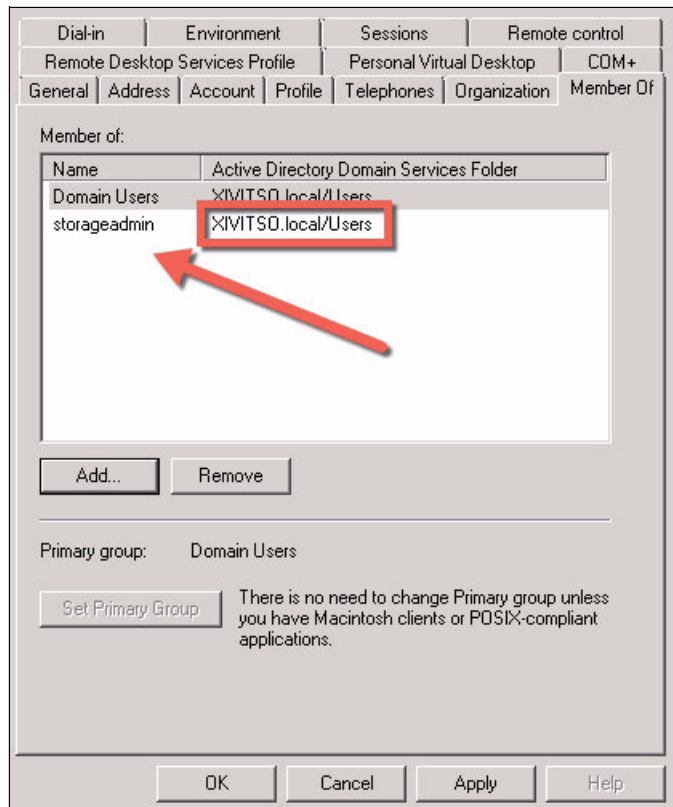 Dial-in Environment Sessions Remote control
Remote Desktop Services Profile Personal Virtual Desktop COM+
General Address Account Profile Telephones Organization Member Of
Member of:
Name Active Directory Domain Services Folder
Domain Users XIVITSO.local/Users
storageadmin XIVITSO.local/Users
Add... Remove
Primary group: Domain Users
Set Primary Group
There is no need to change Primary group unless
you have Macintosh clients or POSIX-compliant
applications.
OK Cancel Apply Help